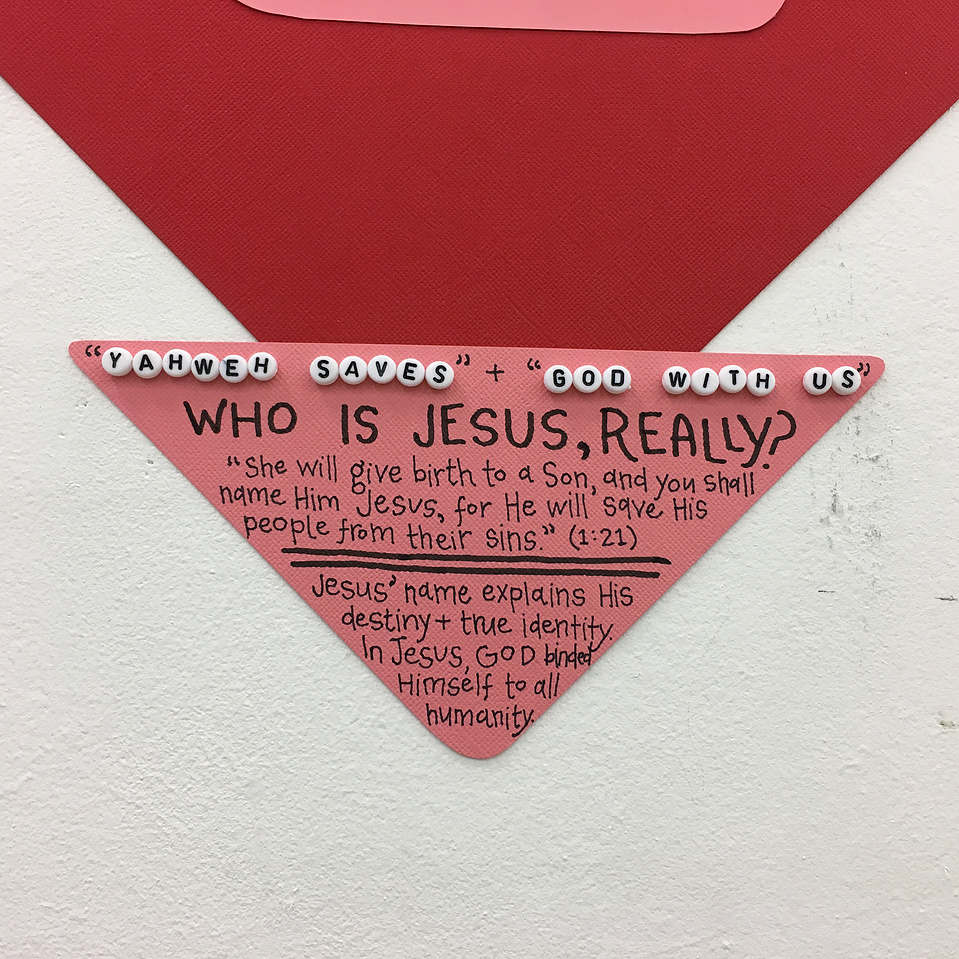 “YAHWEH SAVES” + “GOD WITH US”
WHO IS JESUS, REALLY?
“She will give birth to a Son, and you shall
name Him Jesus, for He will save His
people from their sins.” (1:21)
Jesus’ name explains His
destiny + true identity.
In Jesus, GOD binded
Himself to all
humanity.